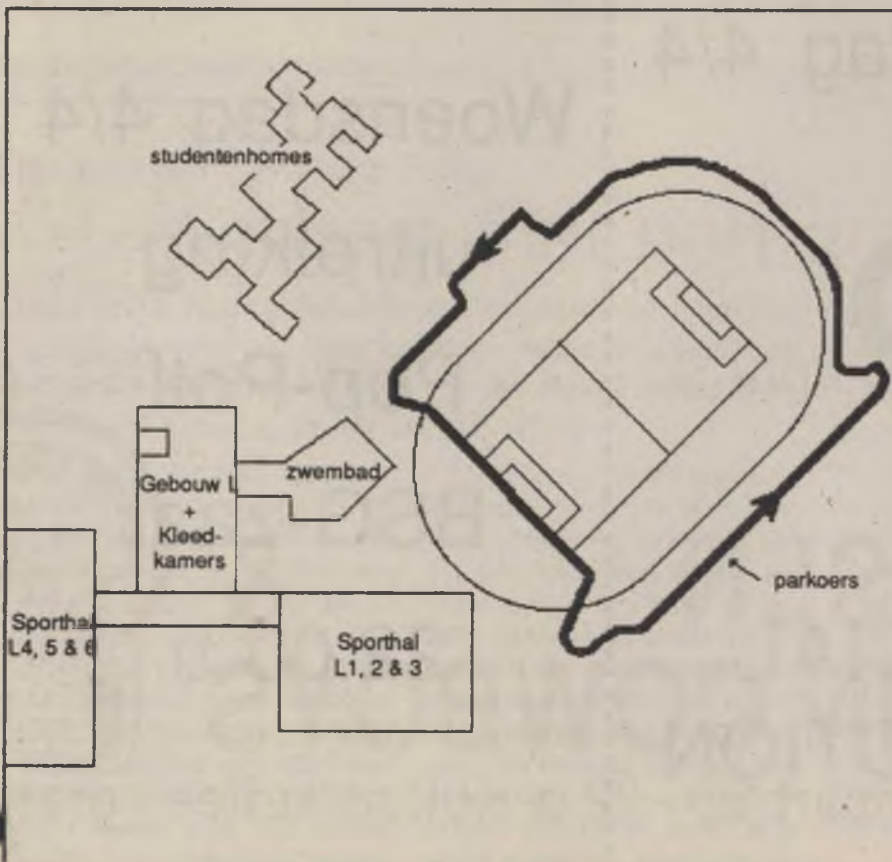 studentenhomes
zwembad
Gebouw L
+
Kleed-
kamers
parkoers
Sporthal
L4, 5 & 6
Sporthal
L1, 2 & 3